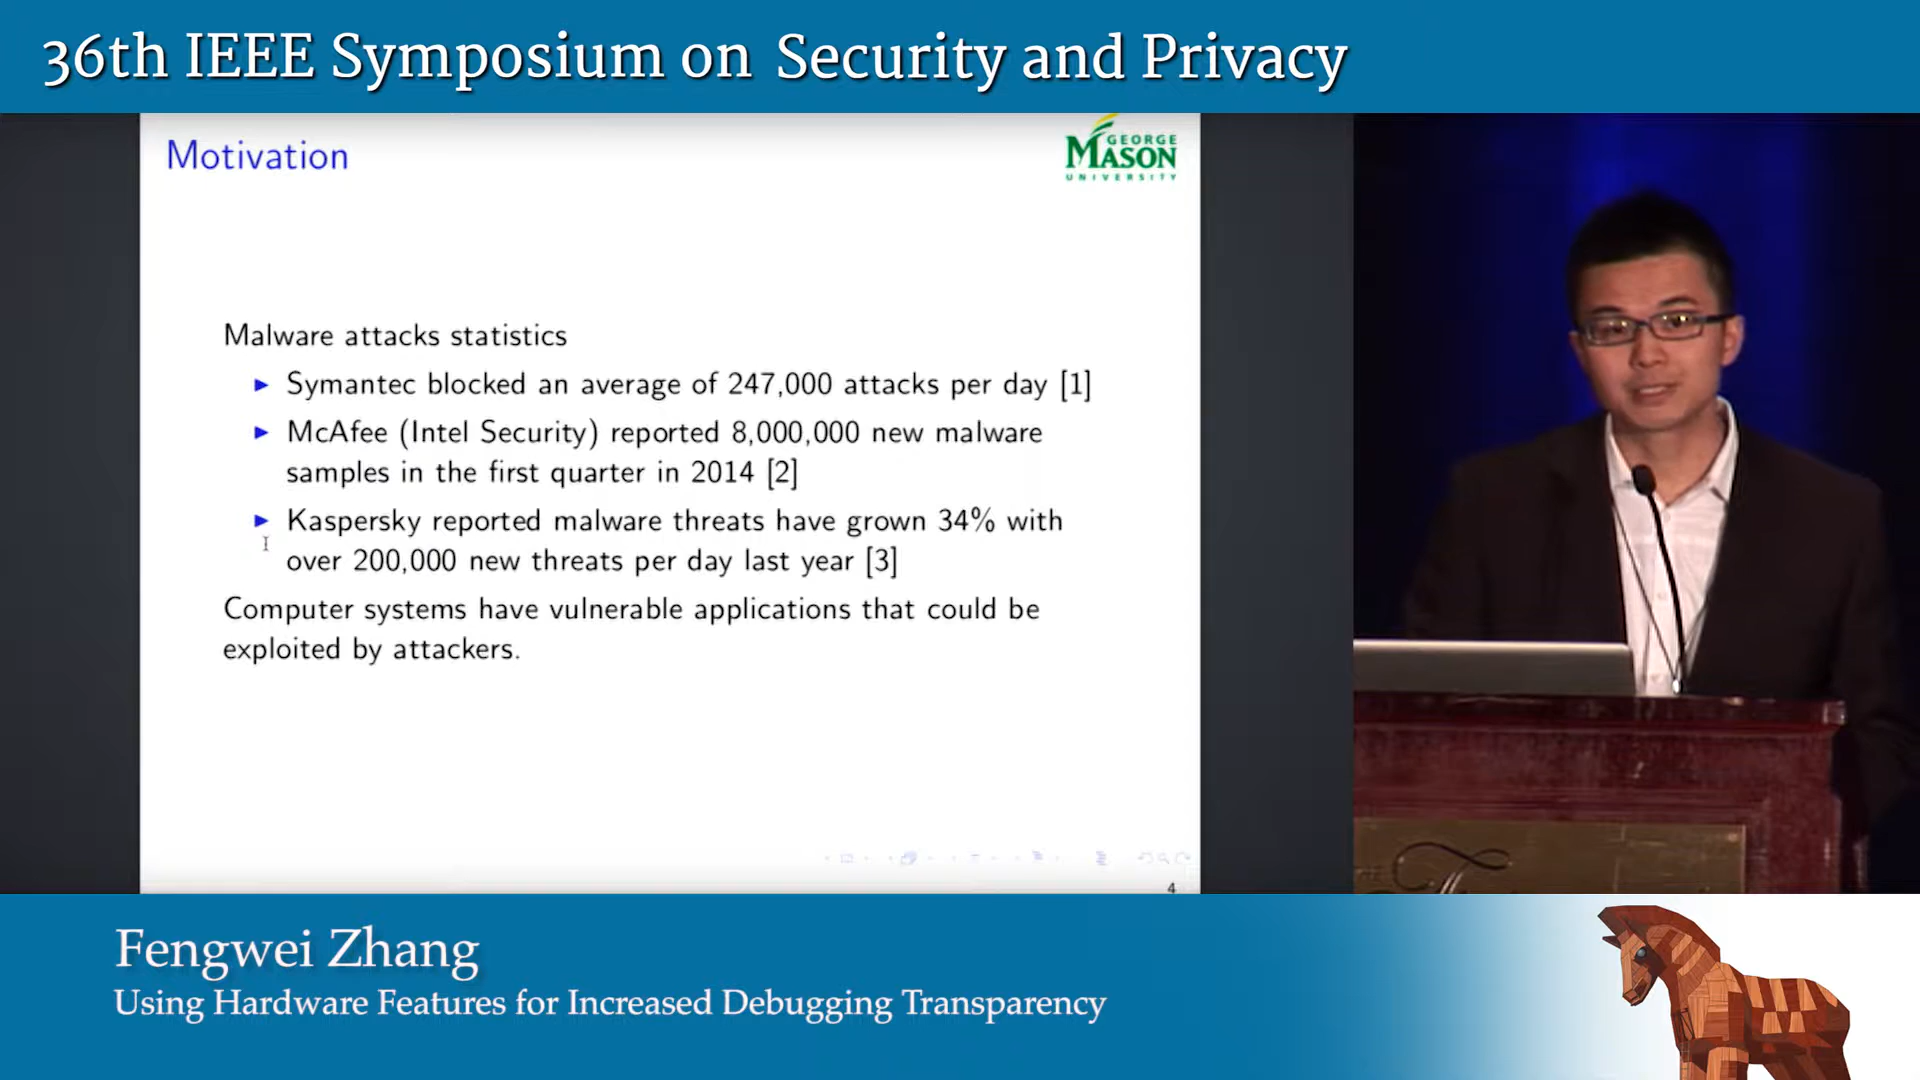 36th IEEE Symposium on Security and Privacy
Motivation
GEORGE
MASON
UNIVERSITY
Malware attacks statistics
Symantec blocked an average of 247,000 attacks per day [1]
McAfee (Intel Security) reported 8,000,000 new malware
samples in the first quarter in 2014 [2]
Kaspersky reported malware threats have grown 34% with
over 200,000 new threats per day last year [3]
Computer systems have vulnerable applications that could be
exploited by attackers.
4
Fengwei Zhang
Using Hardware Features for Increased Debugging Transparency